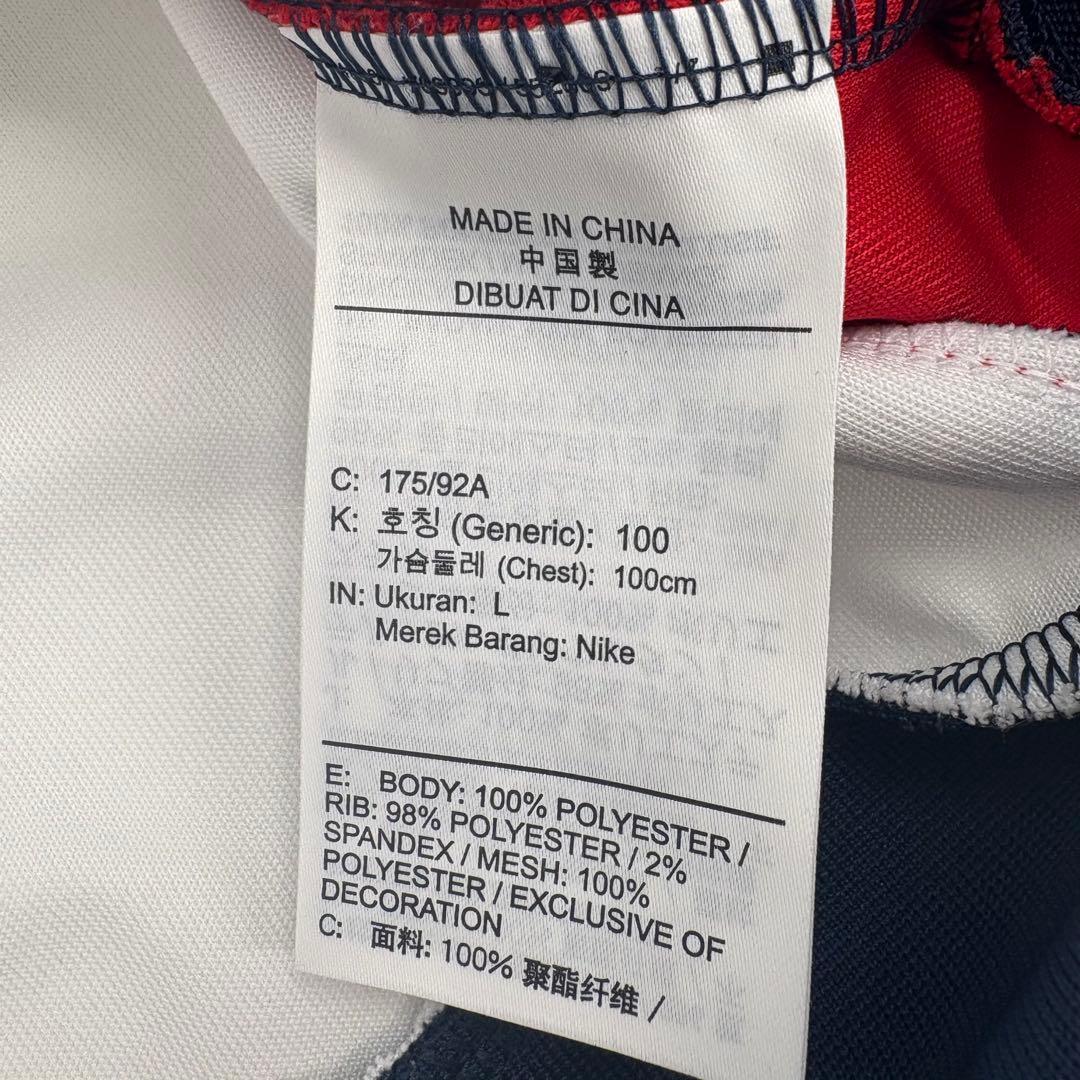 MADE IN CHINA
中国製
DIBUAT DI CINA
C: 175/92A
K: 호칭 (Generic): 100
가슴둘레 (Chest): 100cm
IN: Ukuran: L
Merek Barang: Nike
E: BODY: 100% POLYESTER /
RIB: 98% POLYESTER / 2%
SPANDEX / MESH: 100%
POLYESTER / EXCLUSIVE OF
DECORATION
C: 面料: 100% 聚酯纤维 /